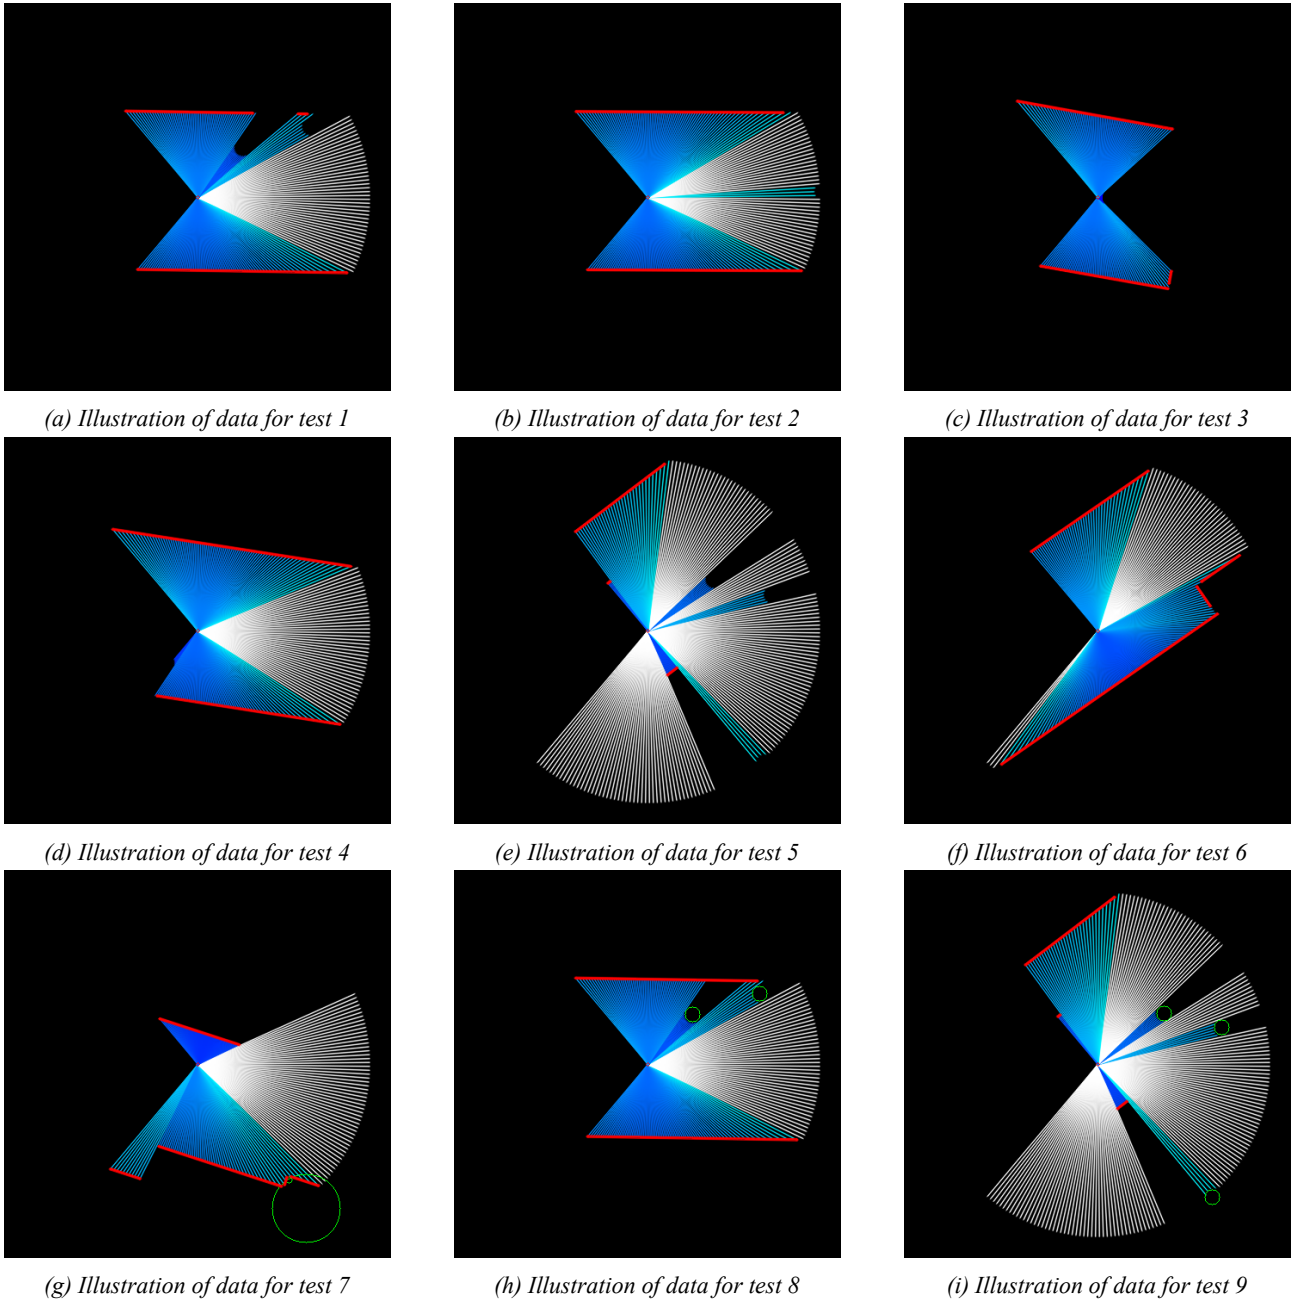 (a) Illustration of data for test 1
(b) Illustration of data for test 2
(c) Illustration of data for test 3
(d) Illustration of data for test 4
(e) Illustration of data for test 5
(f) Illustration of data for test 6
(g) Illustration of data for test 7
(h) Illustration of data for test 8
(i) Illustration of data for test 9